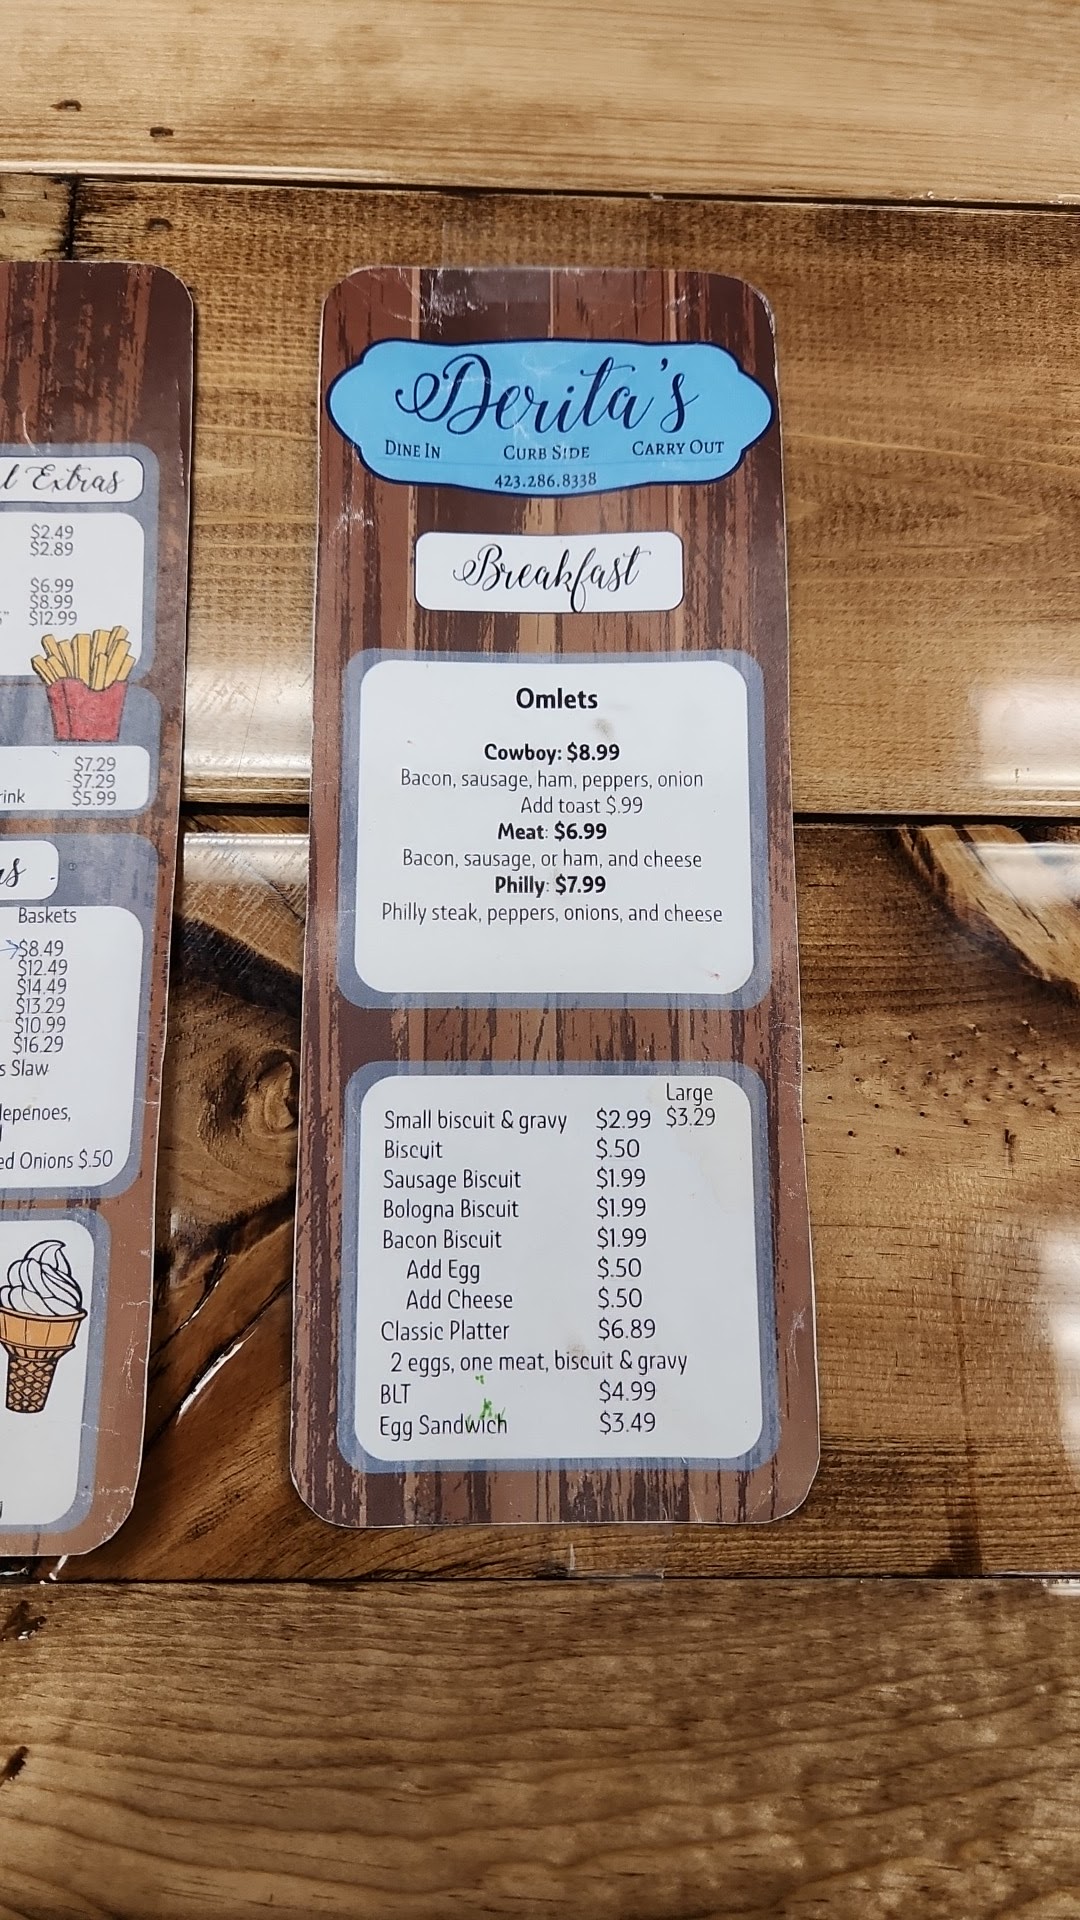 l Extras
$2.49
$2.89
$6.99
$8.99
$12.99
$7.29
$7.29
rink $5.99
Baskets
$8.49
$12.49
$14.49
$13.29
$10.99
$16.29
s Slaw
lepenoes,
ed Onions $.50
Derita's
DINE IN CURB SIDE CARRY OUT
423.286.8338
Breakfast
Omlets
Cowboy: $8.99
Bacon, sausage, ham, peppers, onion
Add toast $.99
Meat: $6.99
Bacon, sausage, or ham, and cheese
Philly: $7.99
Philly steak, peppers, onions, and cheese
Large
Small biscuit & gravy $2.99 $3.29
Biscuit $.50
Sausage Biscuit $1.99
Bologna Biscuit $1.99
Bacon Biscuit $1.99
Add Egg $.50
Add Cheese $.50
Classic Platter $6.89
2 eggs, one meat, biscuit & gravy
BLT $4.99
Egg Sandwich $3.49